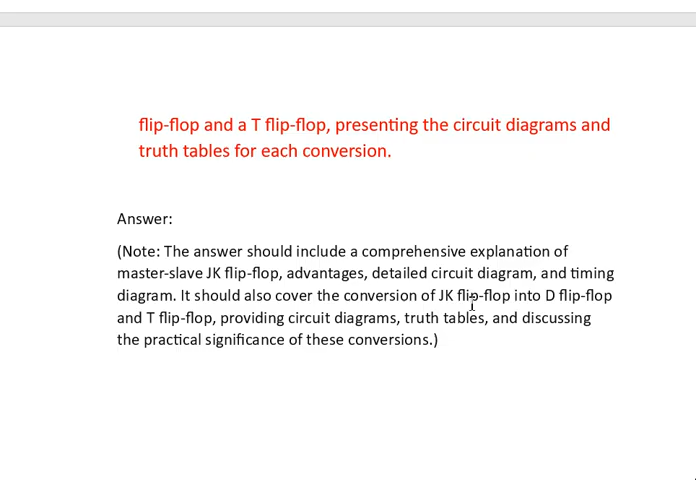 flip-flop and a T flip-flop, presenting the circuit diagrams and
truth tables for each conversion.
Answer:
(Note: The answer should include a comprehensive explanation of
master-slave JK flip-flop, advantages, detailed circuit diagram, and timing
diagram. It should also cover the conversion of JK flip-flop into D flip-flop
and T flip-flop, providing circuit diagrams, truth tables, and discussing
the practical significance of these conversions.)